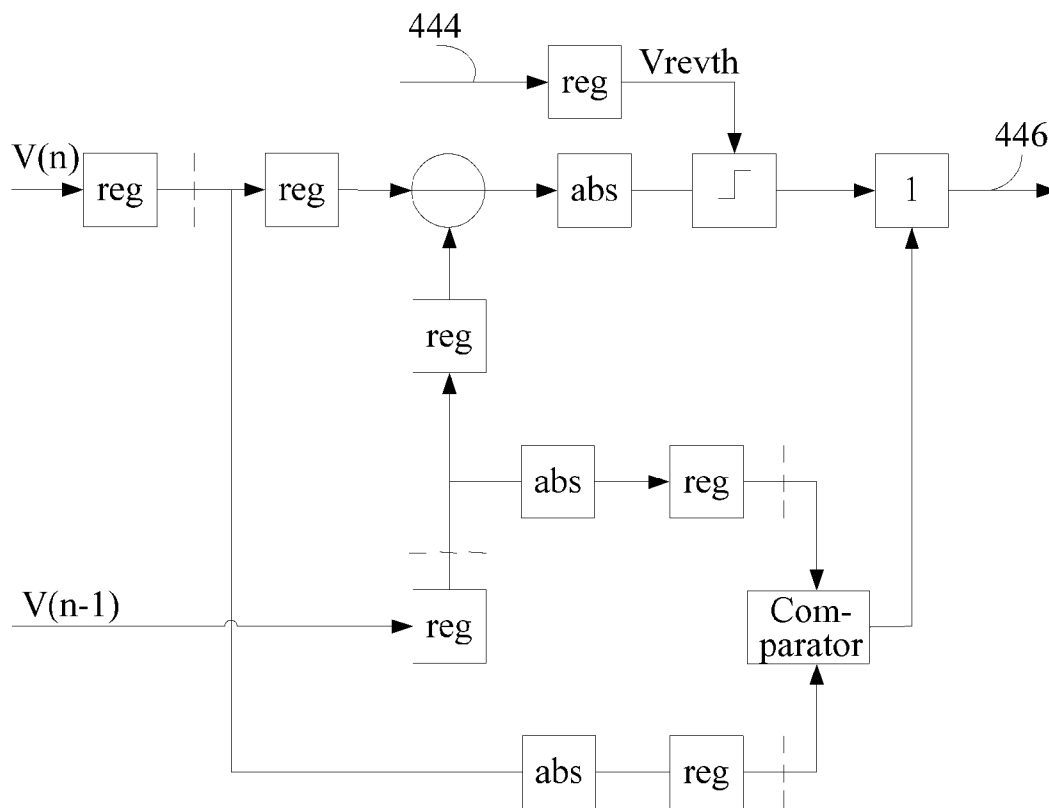 444
reg
Vrevth
446
V(n)
reg
reg
abs
1
reg
abs
reg
V(n-1)
reg
Com-
parator
abs
reg